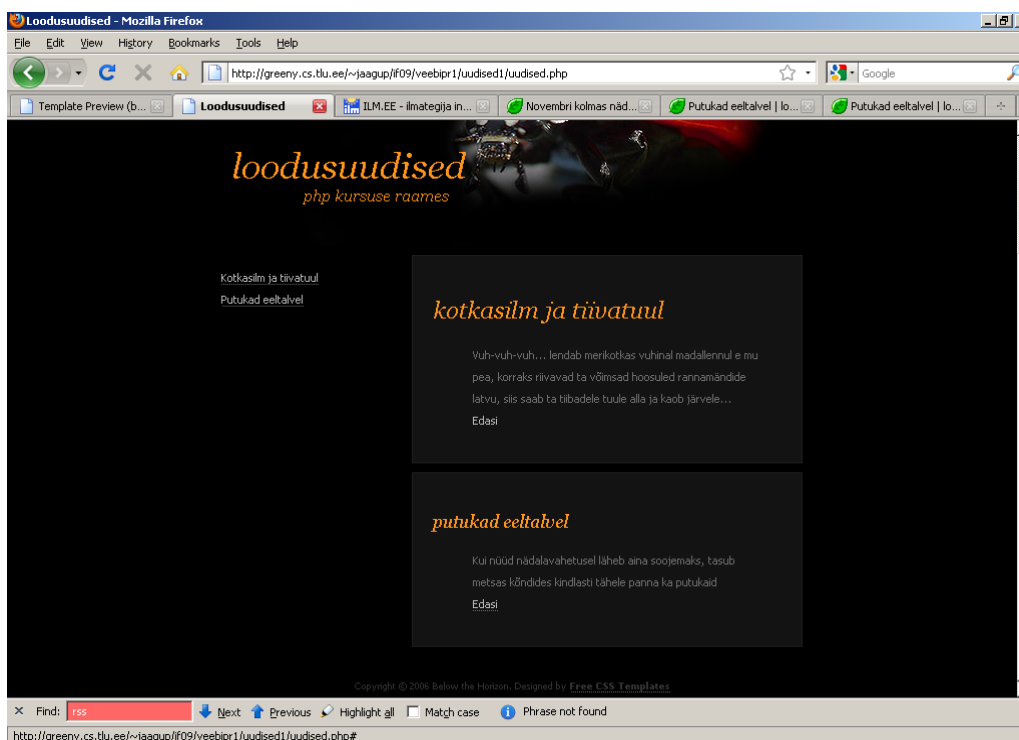 Loodusuudised - Mozilla Firefox
File Edit View History Bookmarks Tools Help
http://greeny.cs.tlu.ee/~jaagup/if09/veebipr1/uudised1/uudised.php Google
Template Preview (b... Loodusuudised ILM.EE - ilmategija in... Novembri kolmas näd... Putukad eeltalvel | lo... Putukad eeltalvel | lo...
loodusuudised
php kursuse raames
Kotkasilm ja tiivatuul
Putukad eeltalvel
kotkasilm ja tiivatuul
Vuh-vuh-vuh... lendab merikotkas vuhinal madallennul e mu
pea, korraks riivavad ta võimsad hoosuled rannamändide
latvu, siis saab ta tiibadele tuule alla ja kaob järvele...
Edasi
putukad eeltalvel
Kui nüüd nädalavahetusel läheb aina soojemaks, tasub
metsas kõndides kindlasti tähele panna ka putukaid
Edasi
Copyright © 2006 Below the Horizon. Designed by Free CSS Templates
Find: rss Next Previous Highlight all Match case Phrase not found
http://greeny.cs.tlu.ee/~jaagup/if09/veebipr1/uudised1/uudised.php#